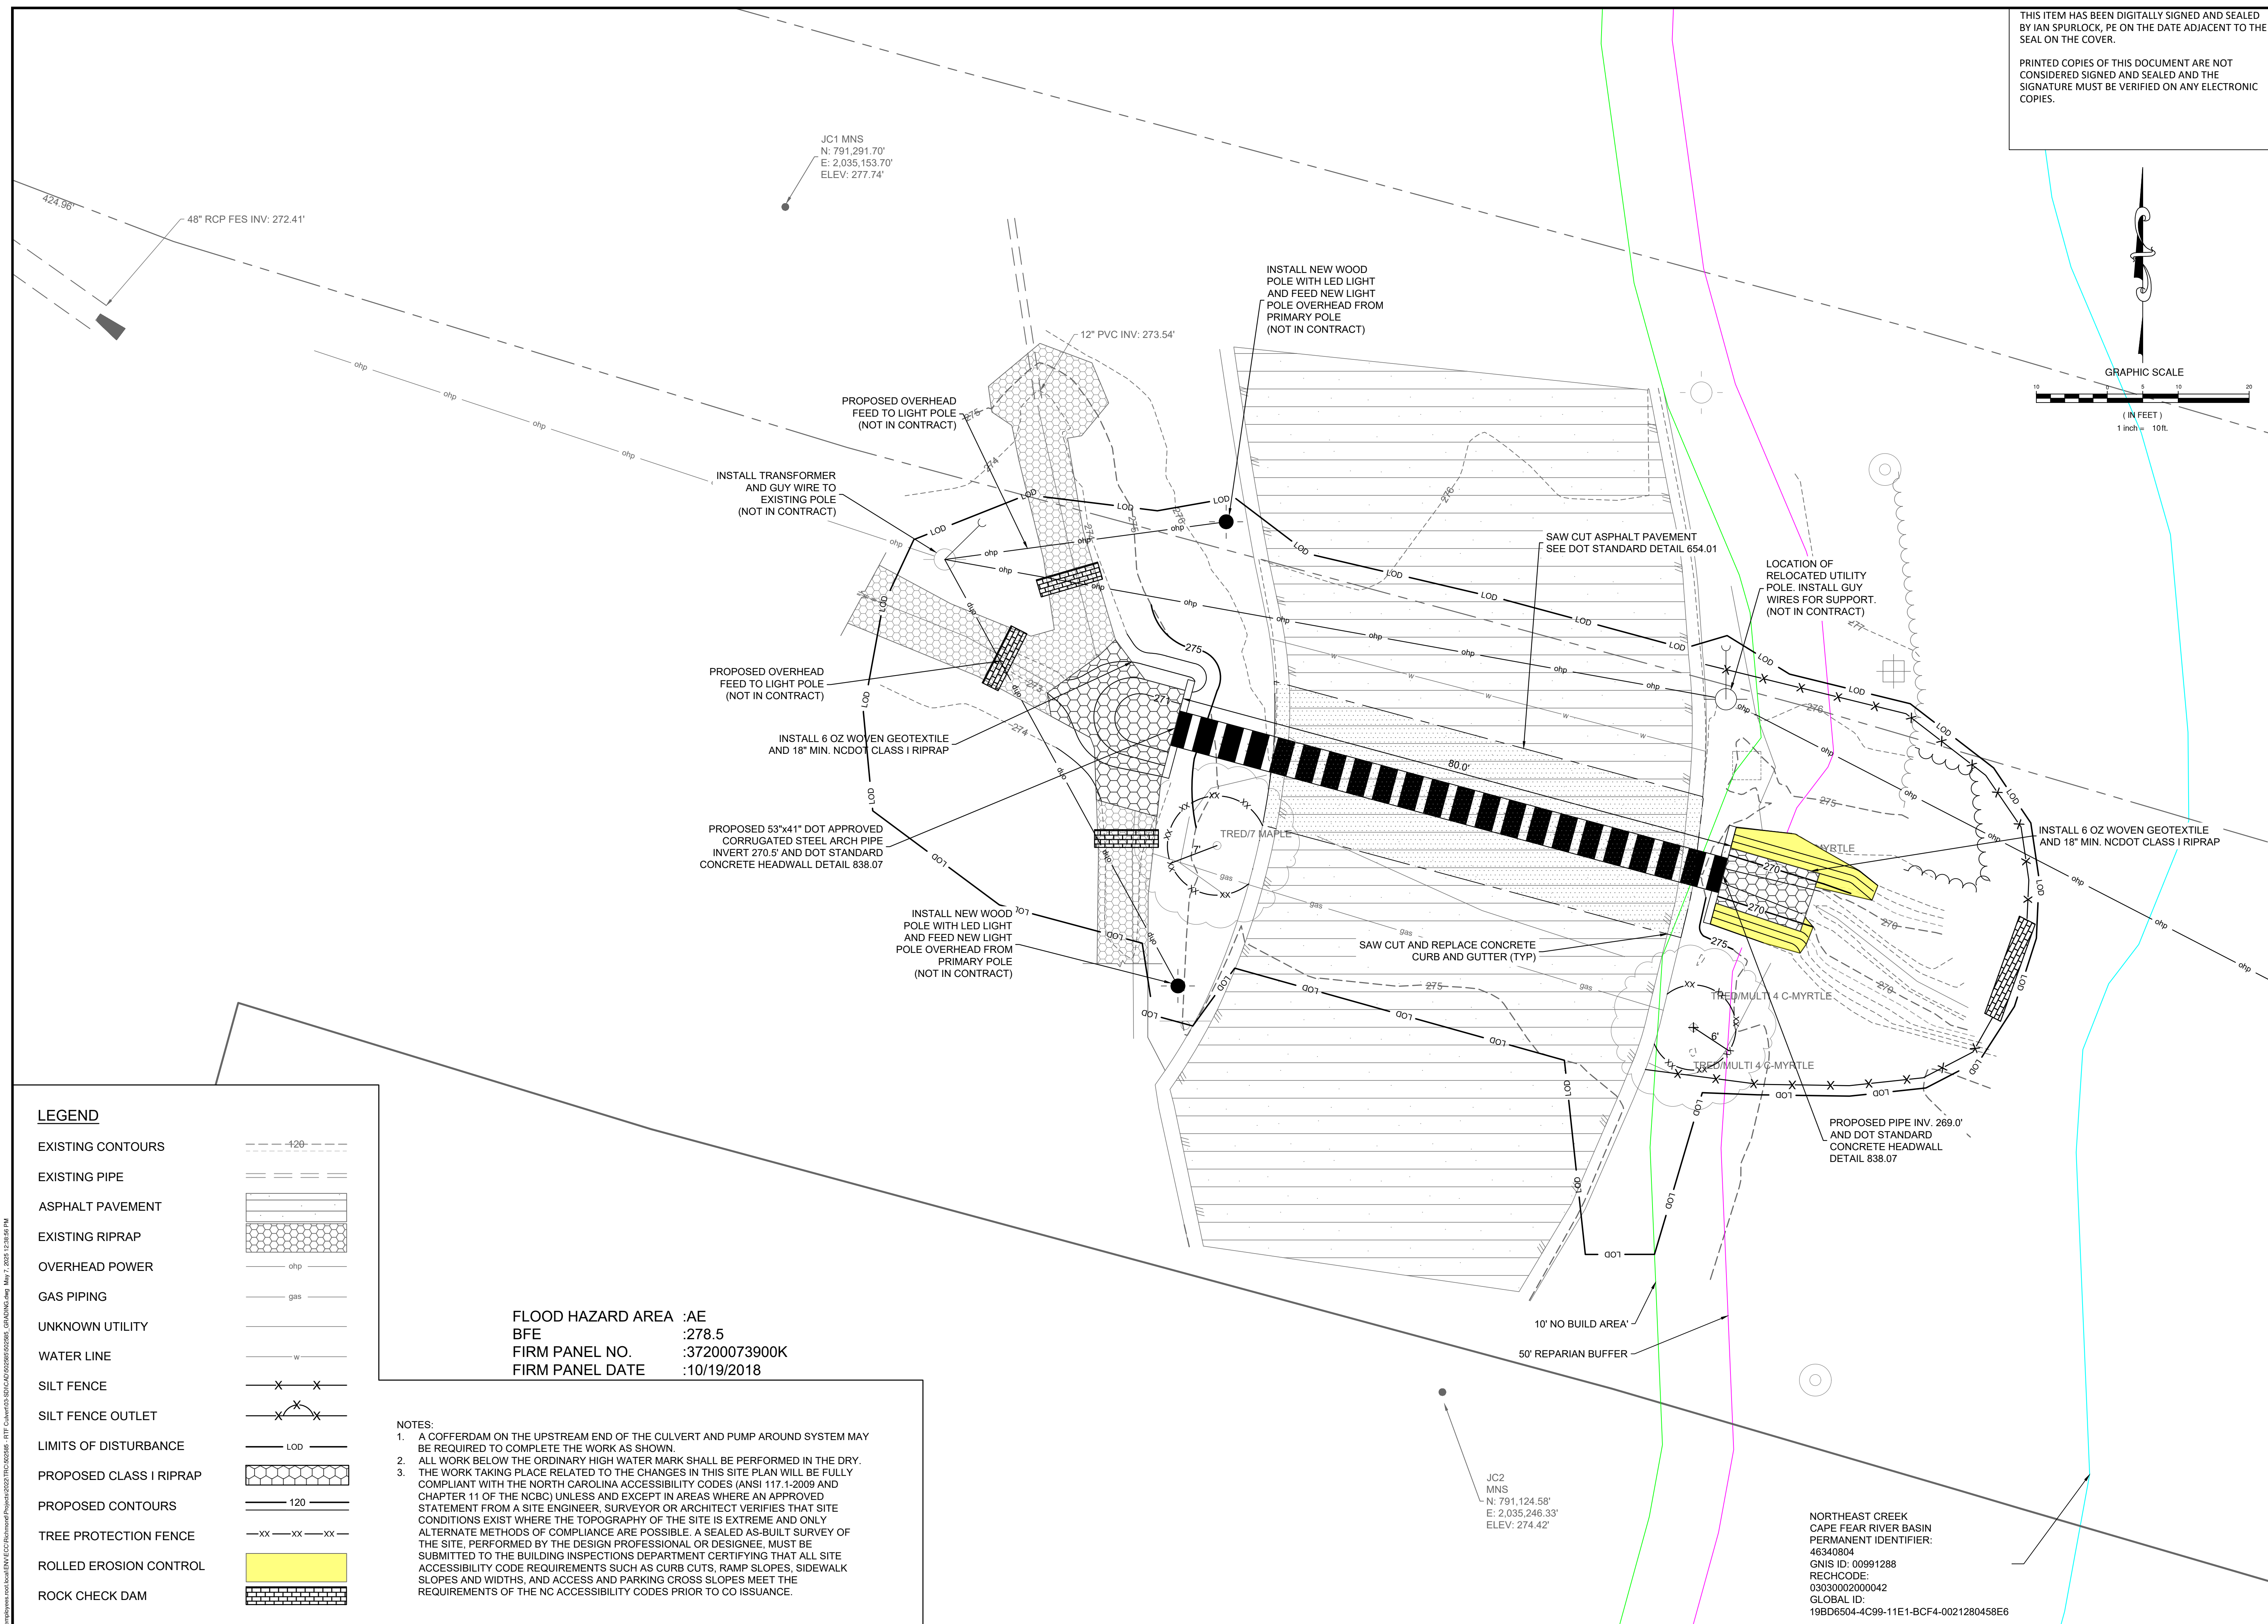 THIS ITEM HAS BEEN DIGITALLY SIGNED AND SEALED
BY IAN SPURLOCK, PE ON THE DATE ADJACENT TO THE
SEAL ON THE COVER.
PRINTED COPIES OF THIS DOCUMENT ARE NOT
CONSIDERED SIGNED AND SEALED AND THE
SIGNATURE MUST BE VERIFIED ON ANY ELECTRONIC
COPIES.
JC1 MNS
N: 791,291.70'
E: 2,035,153.70'
ELEV: 277.74'
424.96'
48" RCP FES INV: 272.41'
GRAPHIC SCALE
10 0 5 10 20
( IN FEET )
1 inch = 10 ft.
INSTALL NEW WOOD
POLE WITH LED LIGHT
AND FEED NEW LIGHT
POLE OVERHEAD FROM
PRIMARY POLE
(NOT IN CONTRACT)
12" PVC INV: 273.54'
PROPOSED OVERHEAD
FEED TO LIGHT POLE
(NOT IN CONTRACT)
INSTALL TRANSFORMER
AND GUY WIRE TO
EXISTING POLE
(NOT IN CONTRACT)
SAW CUT ASPHALT PAVEMENT
SEE DOT STANDARD DETAIL 654.01
LOCATION OF
RELOCATED UTILITY
POLE. INSTALL GUY
WIRES FOR SUPPORT.
(NOT IN CONTRACT)
PROPOSED OVERHEAD
FEED TO LIGHT POLE
(NOT IN CONTRACT)
INSTALL 6 OZ WOVEN GEOTEXTILE
AND 18" MIN. NCDOT CLASS I RIPRAP
80.0'
PROPOSED 53"x41" DOT APPROVED
CORRUGATED STEEL ARCH PIPE
INVERT 270.5' AND DOT STANDARD
CONCRETE HEADWALL DETAIL 838.07
TRED/7 MAPLE
7'
INSTALL 6 OZ WOVEN GEOTEXTILE
AND 18" MIN. NCDOT CLASS I RIPRAP
MYRTLE
INSTALL NEW WOOD
POLE WITH LED LIGHT
AND FEED NEW LIGHT
POLE OVERHEAD FROM
PRIMARY POLE
(NOT IN CONTRACT)
SAW CUT AND REPLACE CONCRETE
CURB AND GUTTER (TYP)
TRED/MULTI 4 C-MYRTLE
6'
TRED/MULTI 4 C-MYRTLE
PROPOSED PIPE INV. 269.0'
AND DOT STANDARD
CONCRETE HEADWALL
DETAIL 838.07
10' NO BUILD AREA'
50' REPARIAN BUFFER
LEGEND
EXISTING CONTOURS 120
EXISTING PIPE
ASPHALT PAVEMENT
EXISTING RIPRAP
OVERHEAD POWER ohp
GAS PIPING gas
UNKNOWN UTILITY
WATER LINE w
SILT FENCE X X
SILT FENCE OUTLET X X X
LIMITS OF DISTURBANCE LOD
PROPOSED CLASS I RIPRAP
PROPOSED CONTOURS 120
TREE PROTECTION FENCE XX XX XX
ROLLED EROSION CONTROL
ROCK CHECK DAM
FLOOD HAZARD AREA :AE
BFE :278.5
FIRM PANEL NO. :37200073900K
FIRM PANEL DATE :10/19/2018
NOTES:
1. A COFFERDAM ON THE UPSTREAM END OF THE CULVERT AND PUMP AROUND SYSTEM MAY
BE REQUIRED TO COMPLETE THE WORK AS SHOWN.
2. ALL WORK BELOW THE ORDINARY HIGH WATER MARK SHALL BE PERFORMED IN THE DRY.
3. THE WORK TAKING PLACE RELATED TO THE CHANGES IN THIS SITE PLAN WILL BE FULLY
COMPLIANT WITH THE NORTH CAROLINA ACCESSIBILITY CODES (ANSI 117.1-2009 AND
CHAPTER 11 OF THE NCBC) UNLESS AND EXCEPT IN AREAS WHERE AN APPROVED
STATEMENT FROM A SITE ENGINEER, SURVEYOR OR ARCHITECT VERIFIES THAT SITE
CONDITIONS EXIST WHERE THE TOPOGRAPHY OF THE SITE IS EXTREME AND ONLY
ALTERNATE METHODS OF COMPLIANCE ARE POSSIBLE. A SEALED AS-BUILT SURVEY OF
THE SITE, PERFORMED BY THE DESIGN PROFESSIONAL OR DESIGNEE, MUST BE
SUBMITTED TO THE BUILDING INSPECTIONS DEPARTMENT CERTIFYING THAT ALL SITE
ACCESSIBILITY CODE REQUIREMENTS SUCH AS CURB CUTS, RAMP SLOPES, SIDEWALK
SLOPES AND WIDTHS, AND ACCESS AND PARKING CROSS SLOPES MEET THE
REQUIREMENTS OF THE NC ACCESSIBILITY CODES PRIOR TO CO ISSUANCE.
JC2
MNS
N: 791,124.58'
E: 2,035,246.33'
ELEV: 274.42'
NORTHEAST CREEK
CAPE FEAR RIVER BASIN
PERMANENT IDENTIFIER:
46340804
GNIS ID: 00991288
RECHCODE:
03030002000042
GLOBAL ID:
19BD6504-4C99-11E1-BCF4-0021280458E6